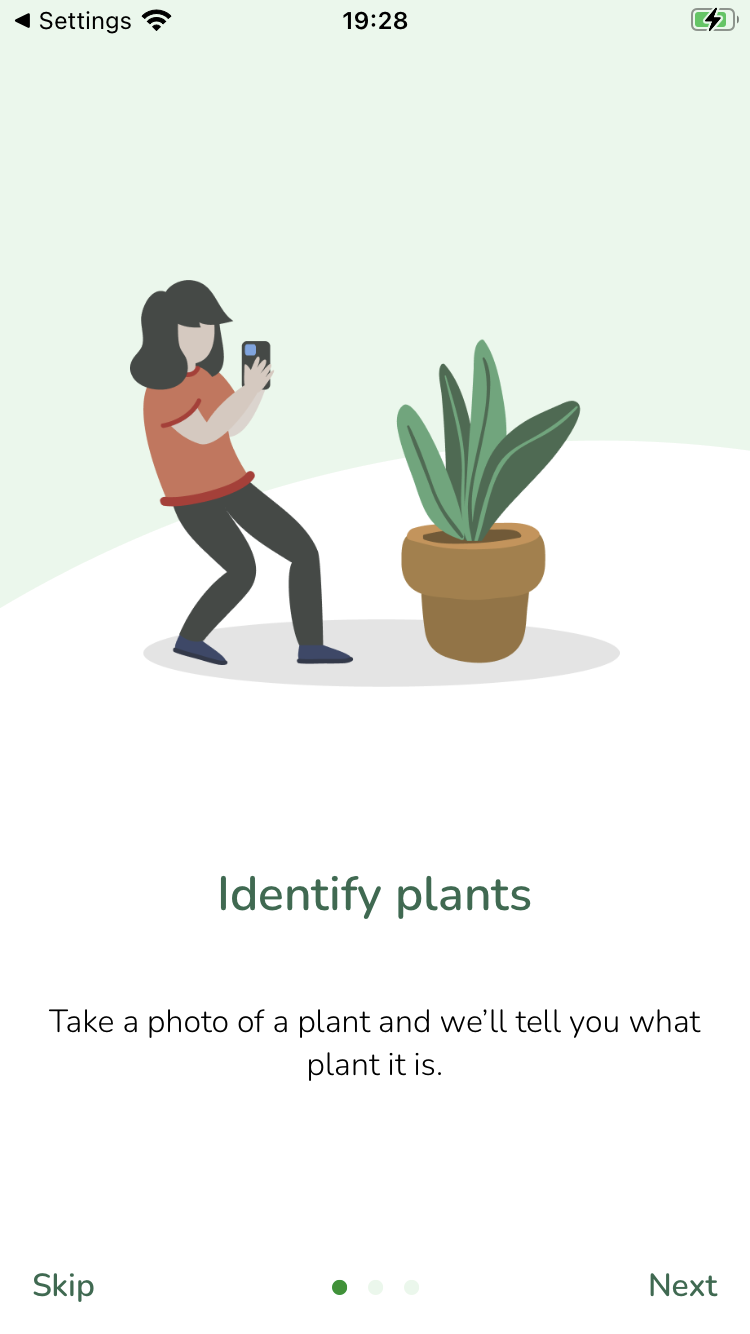 ◀ Settings 19:28
Identify plants
Take a photo of a plant and we’ll tell you what
plant it is.
Skip Next